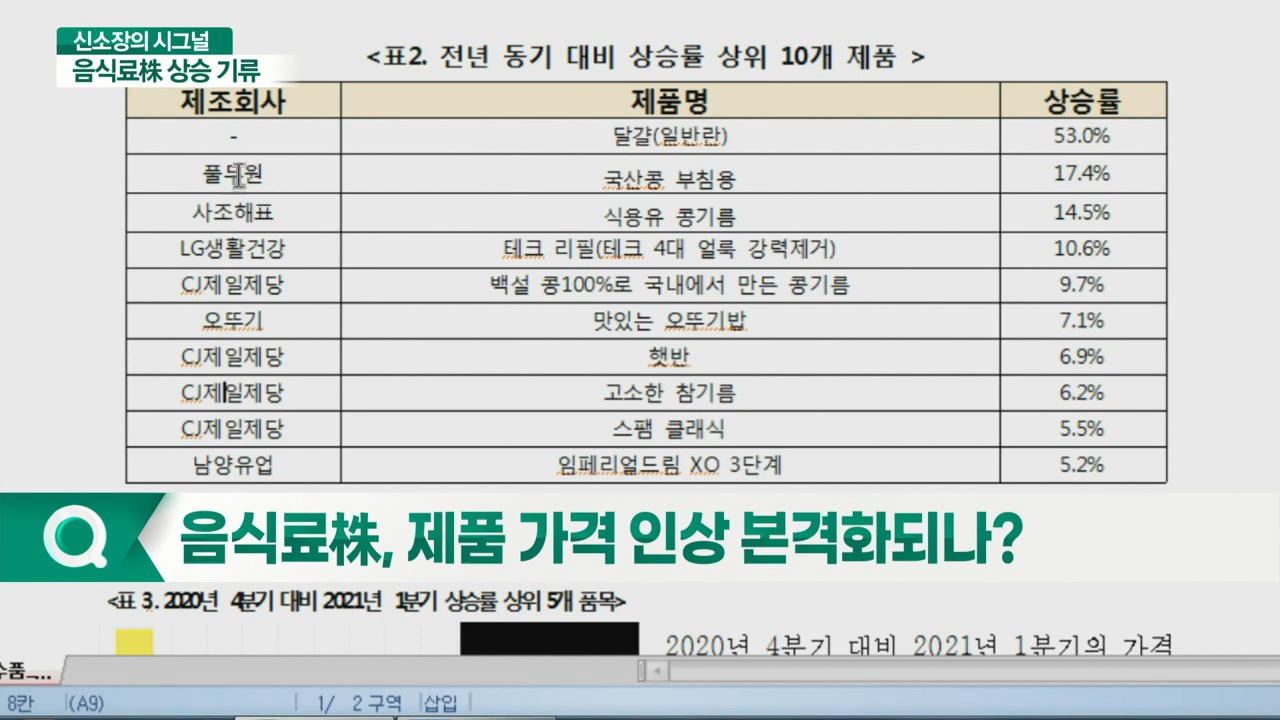 신소장의 시그널
음식료株 상승 기류
<표2. 전년 동기 대비 상승률 상위 10개 제품 >
제조회사 제품명 상승률
- 달걀(일반란) 53.0%
풀무원 국산콩 부침용 17.4%
사조해표 식용유 콩기름 14.5%
LG생활건강 테크 리필(테크 4대 얼룩 강력제거) 10.6%
CJ제일제당 백설 콩100%로 국내에서 만든 콩기름 9.7%
오뚜기 맛있는 오뚜기밥 7.1%
CJ제일제당 햇반 6.9%
CJ제일제당 고소한 참기름 6.2%
CJ제일제당 스팸 클래식 5.5%
남양유업 임페리얼드림 XO 3단계 5.2%
음식료株, 제품 가격 인상 본격화되나?
<표 3. 2020년 4분기 대비 2021년 1분기 상승률 상위 5개 품목>
2020년 4분기 대비 2021년 1분기의 가격
8칸 (A9) 1/ 2 구역 삽입